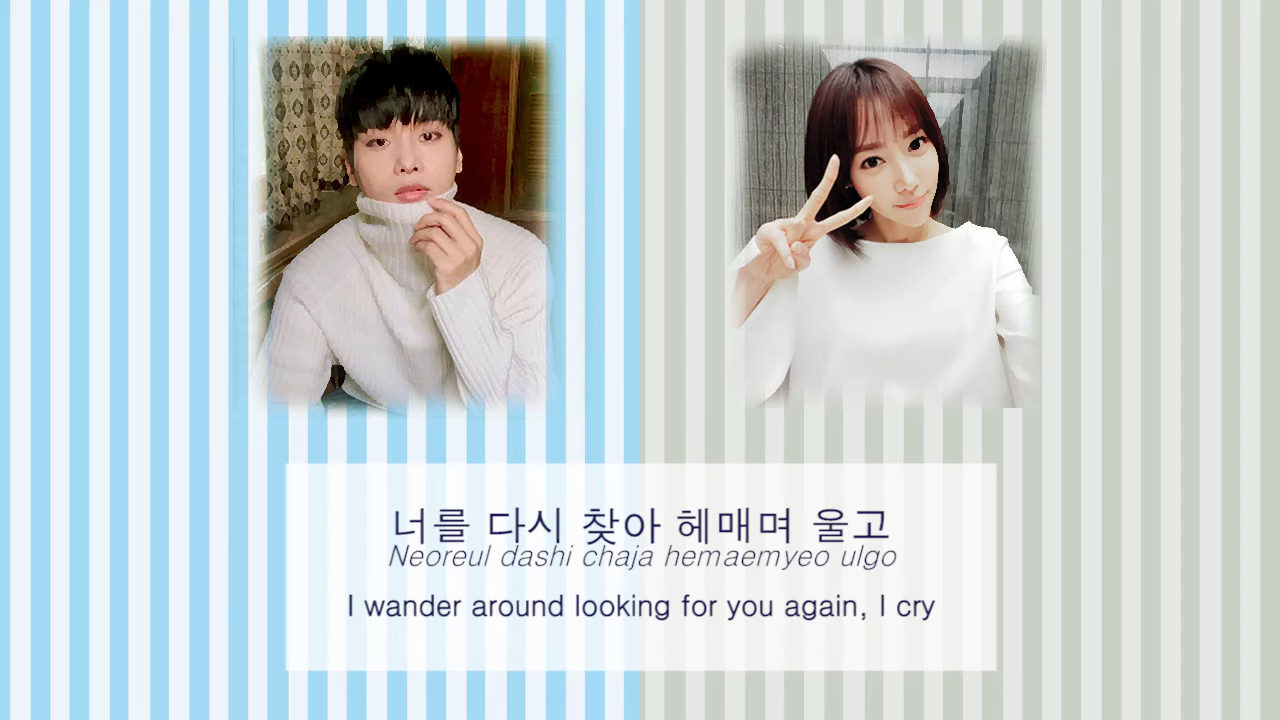 너를 다시 찾아 헤매며 울고
Neoreul dashi chaja hemaemyeo ulgo
I wander around looking for you again, I cry